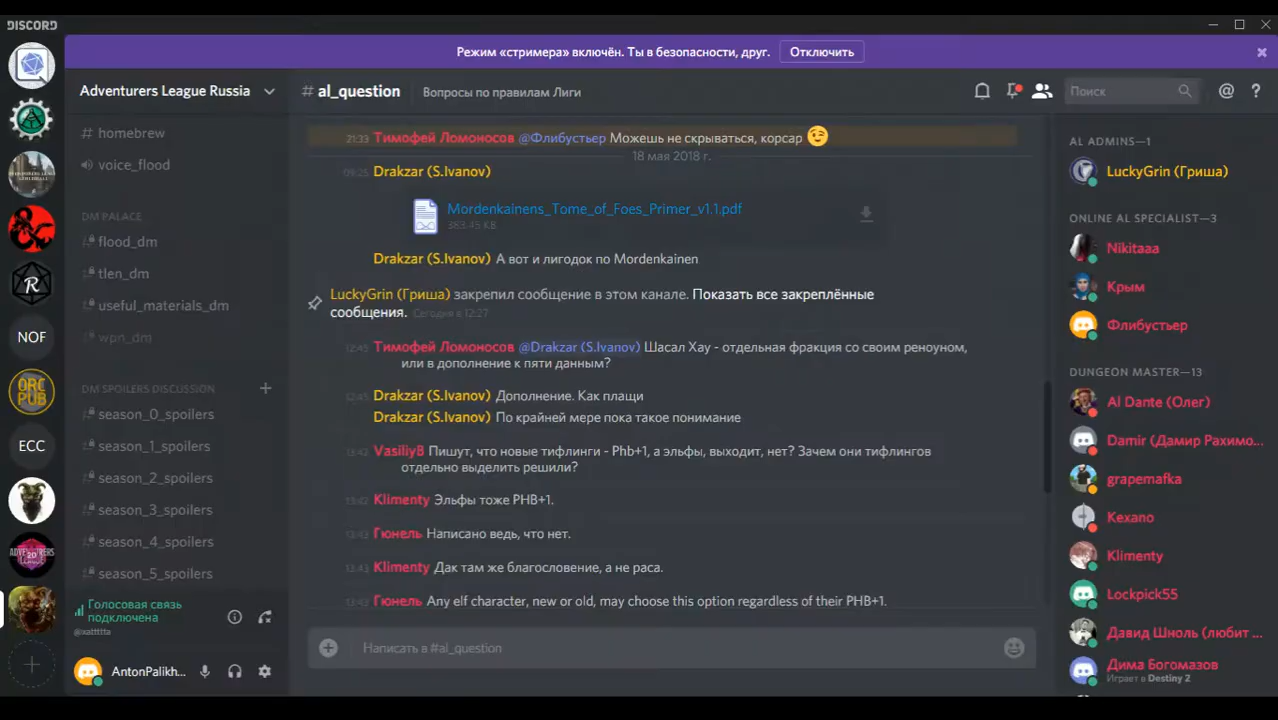 DISCORD
Режим «стримера» включён. Ты в безопасности, друг. Отключить
Adventurers League Russia
# al_question Вопросы по правилам Лиги
Поиск
# homebrew
voice_flood
DM PALACE
flood_dm
tlen_dm
useful_materials_dm
wpn_dm
DM SPOILERS DISCUSSION
season_0_spoilers
season_1_spoilers
season_2_spoilers
season_3_spoilers
season_4_spoilers
season_5_spoilers
NOF
ORC
PUB
ECC
Голосовая связь
подключена
AntonPalikh...
21:33 Тимофей Ломоносов @Флибустьер Можешь не скрываться, корсар
18 мая 2018 г.
09:25 Drakzar (S.Ivanov)
Mordenkainens_Tome_of_Foes_Primer_v1.1.pdf
383.45 KB
Drakzar (S.Ivanov) А вот и лигодок по Mordenkainen
LuckyGrin (Гриша) закрепил сообщение в этом канале. Показать все закреплённые
сообщения. Сегодня в 12:27
12:45 Тимофей Ломоносов @Drakzar (S.Ivanov) Шасал Хау - отдельная фракция со своим реноуном,
или в дополнение к пяти данным?
12:45 Drakzar (S.Ivanov) Дополнение. Как плащи
Drakzar (S.Ivanov) По крайней мере пока такое понимание
13:42 VasiliyB Пишут, что новые тифлинги - Phb+1, а эльфы, выходит, нет? Зачем они тифлингов
отдельно выделить решили?
13:42 Klimenty Эльфы тоже PHB+1.
13:43 Гюнель Написано ведь, что нет.
13:43 Klimenty Дак там же благословение, а не раса.
13:43 Гюнель Any elf character, new or old, may choose this option regardless of their PHB+1.
Написать в #al_question
AL ADMINS—1
LuckyGrin (Гриша)
ONLINE AL SPECIALIST—3
Nikitaaa
Крым
Флибустьер
DUNGEON MASTER—13
Al Dante (Олег)
Damir (Дамир Рахимо...
grapemafka
Kexano
Klimenty
Lockpick55
Давид Шноль (любит ...
Дима Богомазов
Играет в Destiny 2